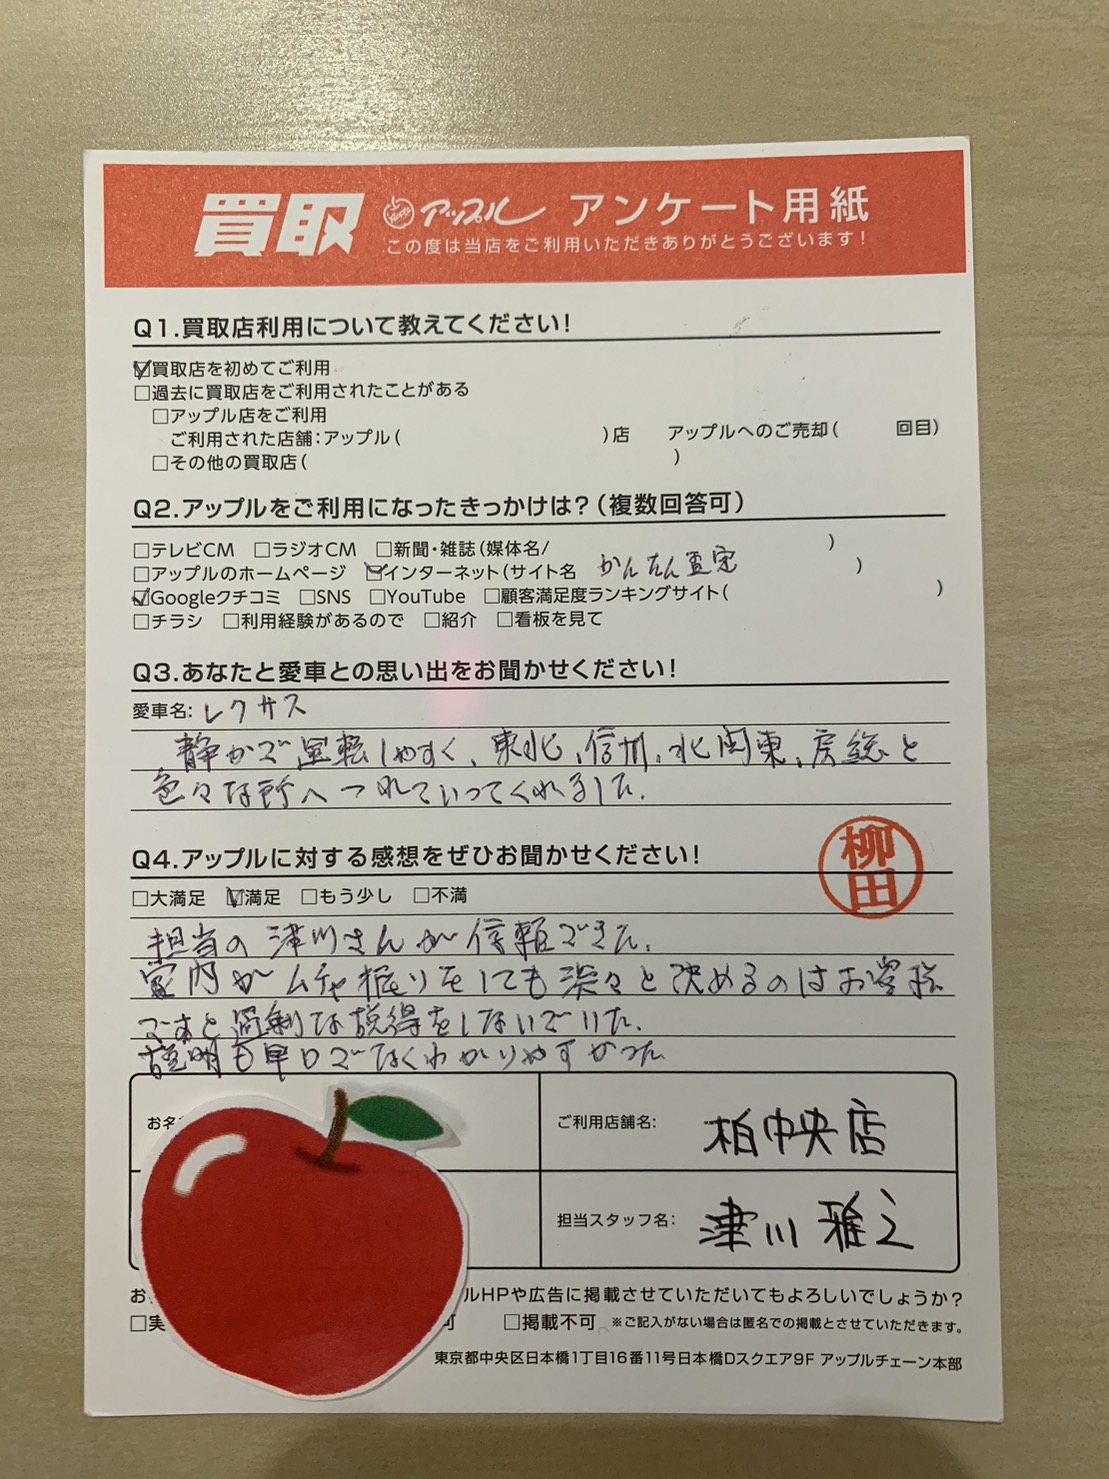 買取 アップル アンケート用紙
この度は当店をご利用いただきありがとうございます!
Q1.買取店利用について教えてください!
☑買取店を初めてご利用
□過去に買取店をご利用されたことがある
□アップル店をご利用
ご利用された店舗:アップル( )店 アップルへのご売却( 回目)
□その他の買取店( )
Q2.アップルをご利用になったきっかけは?(複数回答可)
□テレビCM □ラジオCM □新聞・雑誌(媒体名/ )
□アップルのホームページ ☑インターネット(サイト名 かんたん査定 )
☑Googleクチコミ □SNS □YouTube □顧客満足度ランキングサイト( )
□チラシ □利用経験があるので □紹介 □看板を見て
Q3.あなたと愛車との思い出をお聞かせください!
愛車名: レクサス
静かで運転しやすく、東北、信州、北関東、房総と
色々な所へつれていってくれました.
Q4.アップルに対する感想をぜひお聞かせください!
柳田
□大満足 ☑満足 □もう少し □不満
担当の津川さんが信頼できた.
家内がムチャ振りをしても淡々と決めるのはお客様
ですと過剰な説得をしないでいた.
説明も早口でなくわかりやすかった
お名 ご利用店舗名: 柏中央店
担当スタッフ名: 津川雅之
お ルHPや広告に掲載させていただいてもよろしいでしょうか?
□実 可 □掲載不可 ※ご記入がない場合は匿名での掲載とさせていただきます。
東京都中央区日本橋1丁目16番11号日本橋Dスクエア9F アップルチェーン本部